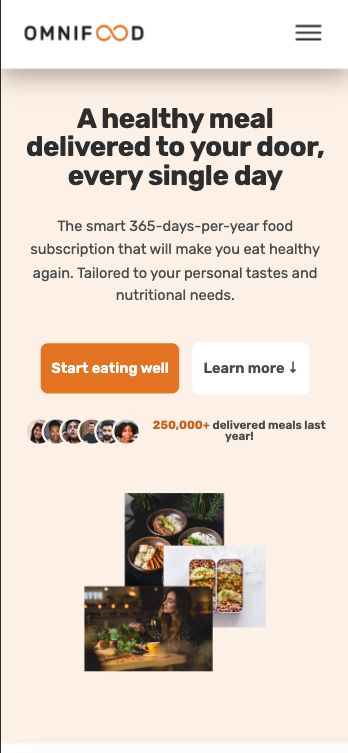 OMNIFOOD
A healthy meal
delivered to your door,
every single day
The smart 365-days-per-year food
subscription that will make you eat healthy
again. Tailored to your personal tastes and
nutritional needs.
Start eating well
Learn more ↓
250,000+ delivered meals last
year!